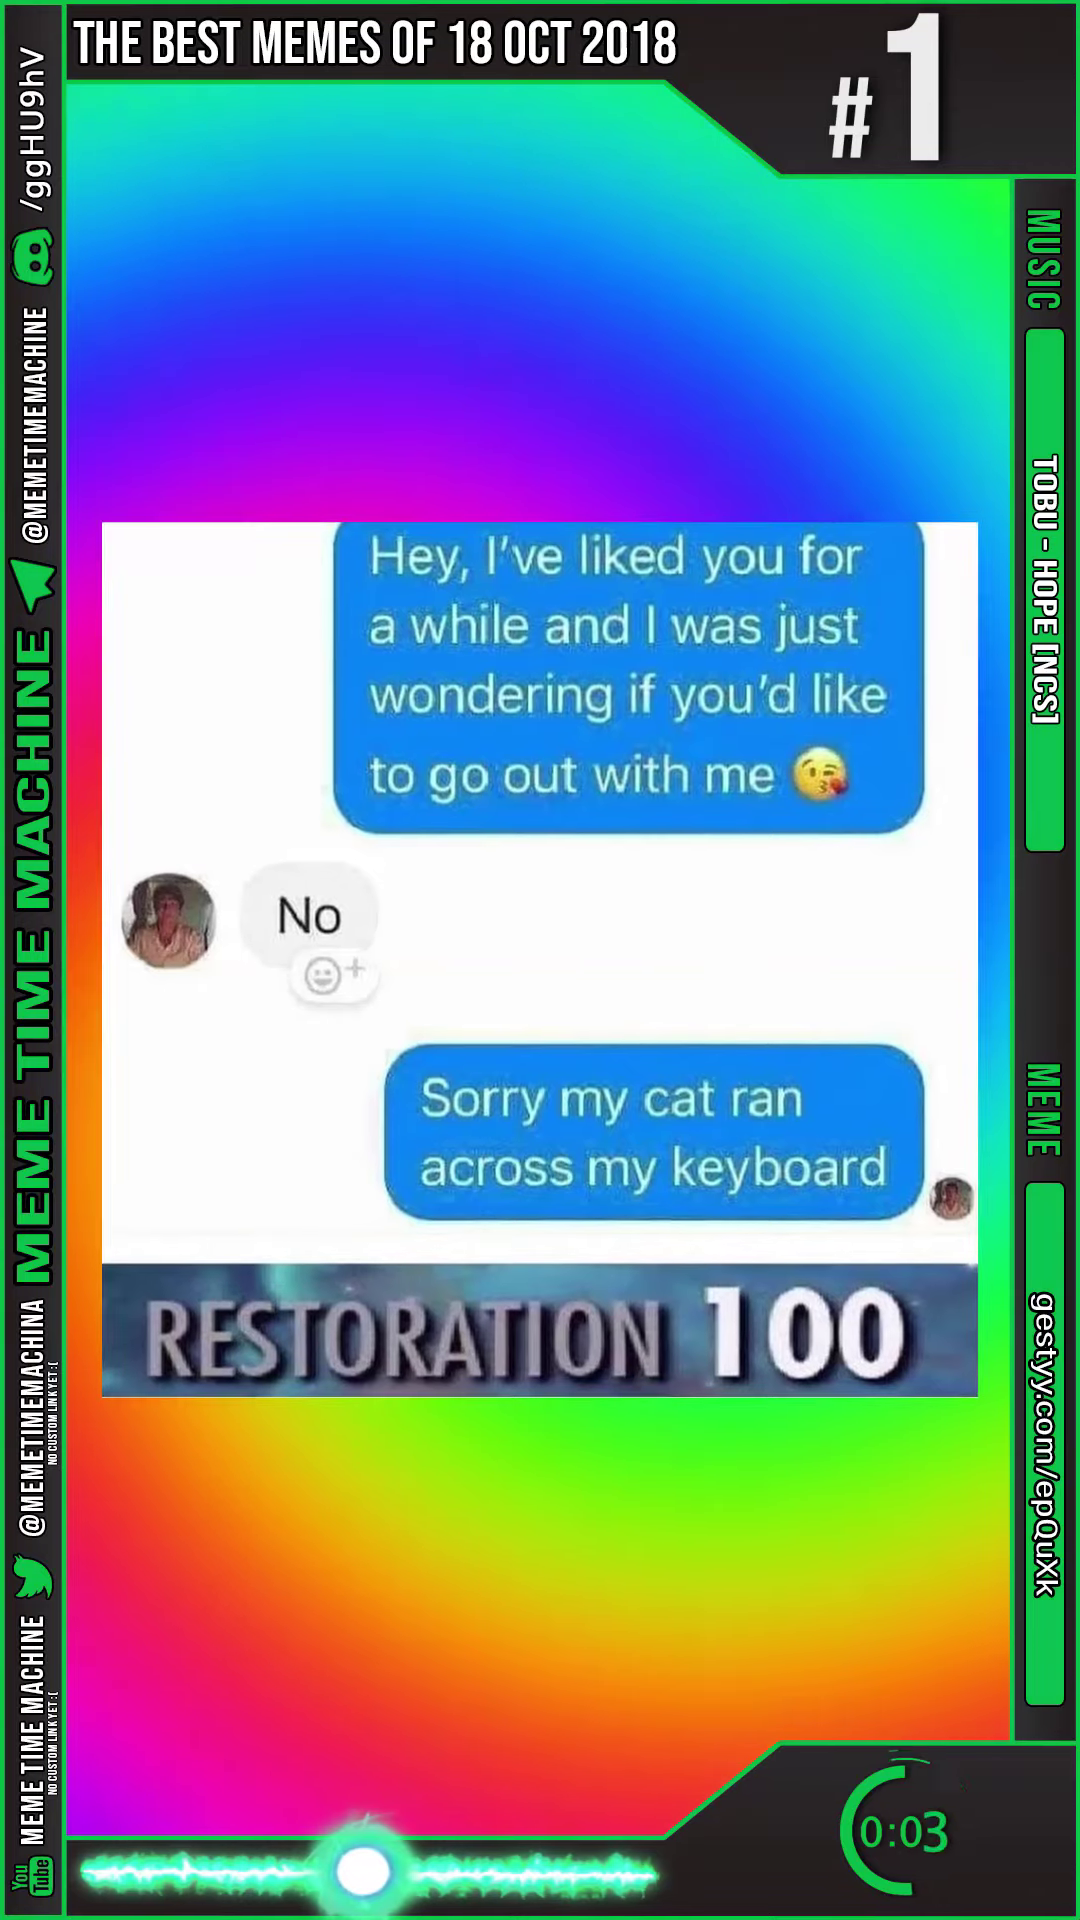 THE BEST MEMES OF 18 OCT 2018
#1
Hey, I've liked you for
a while and I was just
wondering if you'd like
to go out with me 😘
No
Sorry my cat ran
across my keyboard
RESTORATION 100
MUSIC
TOBU - HOPE [NCS]
MEME
gestyy.com/epQuXk
0:03
You
Tube
MEME TIME MACHINE
NO CUSTOM LINK YET :(
@MEMETIMEMACHINA
NO CUSTOM LINK YET :(
MEME TIME MACHINE
@MEMETIMEMACHINE
/ggHU9hV